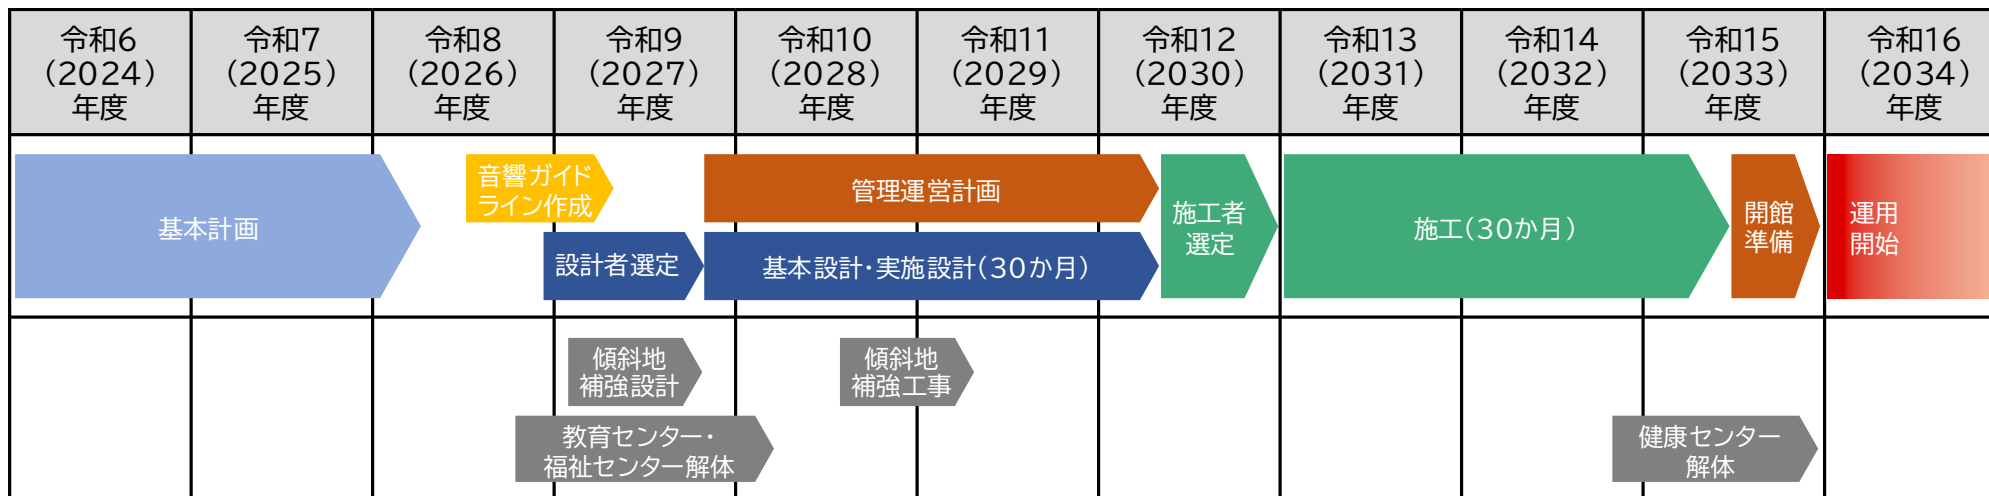 令和6
（2024）
年度
令和7
（2025）
年度
令和8
（2026）
年度
令和9
（2027）
年度
令和10
（2028）
年度
令和11
（2029）
年度
令和12
（2030）
年度
令和13
（2031）
年度
令和14
（2032）
年度
令和15
（2033）
年度
令和16
（2034）
年度
基本計画
音響ガイド
ライン作成
設計者選定
管理運営計画
基本設計・実施設計（30か月）
施工者
選定
施工（30か月）
開館
準備
運用
開始
傾斜地
補強設計
傾斜地
補強工事
教育センター・
福祉センター解体
健康センター
解体